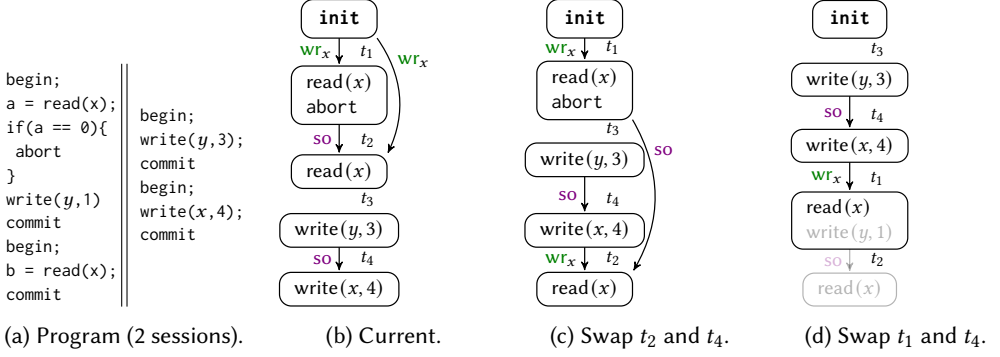 begin;
a = read(x);
if(a == 0){
abort
}
write(y,1)
commit
begin;
b = read(x);
commit
begin;
write(y,3);
commit
begin;
write(x,4);
commit
(a) Program (2 sessions).
init
wrx t1
wrx
read(x)
abort
so t2
read(x)
t3
write(y, 3)
so t4
write(x, 4)
(b) Current.
init
wrx t1
read(x)
abort
t3
so
write(y, 3)
so t4
write(x, 4)
wrx t2
read(x)
(c) Swap t2 and t4.
init
t3
write(y, 3)
so t4
write(x, 4)
wrx t1
read(x)
write(y, 1)
so t2
read(x)
(d) Swap t1 and t4.